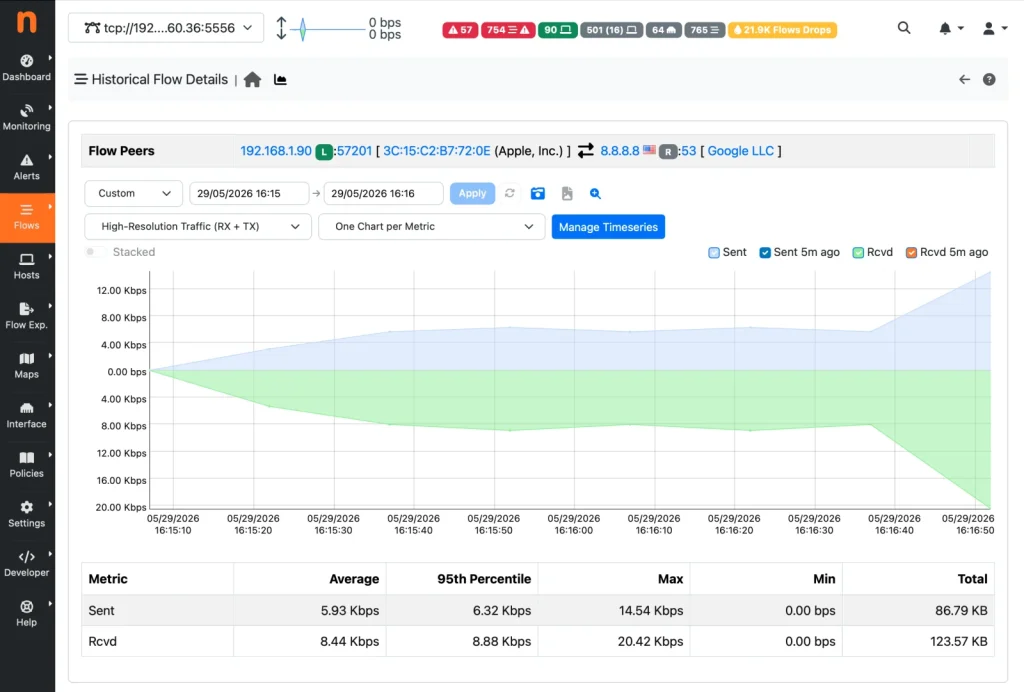 n
tcp://192....60.36:5556
0 bps
0 bps
57
754
90
501 (16)
64
765
21.9K Flows Drops
Dashboard
Monitoring
Alerts
Flows
Hosts
Flow Exp.
Maps
Interface
Policies
Settings
Developer
Help
Historical Flow Details |
Flow Peers
192.168.1.90 L :57201 [ 3C:15:C2:B7:72:0E (Apple, Inc.) ] 8.8.8.8 R :53 [ Google LLC ]
Custom 29/05/2026 16:15 → 29/05/2026 16:16 Apply
High-Resolution Traffic (RX + TX) One Chart per Metric Manage Timeseries
Stacked
Sent Sent 5m ago Rcvd Rcvd 5m ago
12.00 Kbps
8.00 Kbps
4.00 Kbps
0.00 bps
4.00 Kbps
8.00 Kbps
12.00 Kbps
16.00 Kbps
20.00 Kbps
05/29/2026 05/29/2026 05/29/2026 05/29/2026 05/29/2026 05/29/2026 05/29/2026 05/29/2026 05/29/2026 05/29/2026 05/29/2026
16:15:10 16:15:20 16:15:30 16:15:40 16:15:50 16:16:00 16:16:10 16:16:20 16:16:30 16:16:40 16:16:50
Metric Average 95th Percentile Max Min Total
Sent 5.93 Kbps 6.32 Kbps 14.54 Kbps 0.00 bps 86.79 KB
Rcvd 8.44 Kbps 8.88 Kbps 20.42 Kbps 0.00 bps 123.57 KB